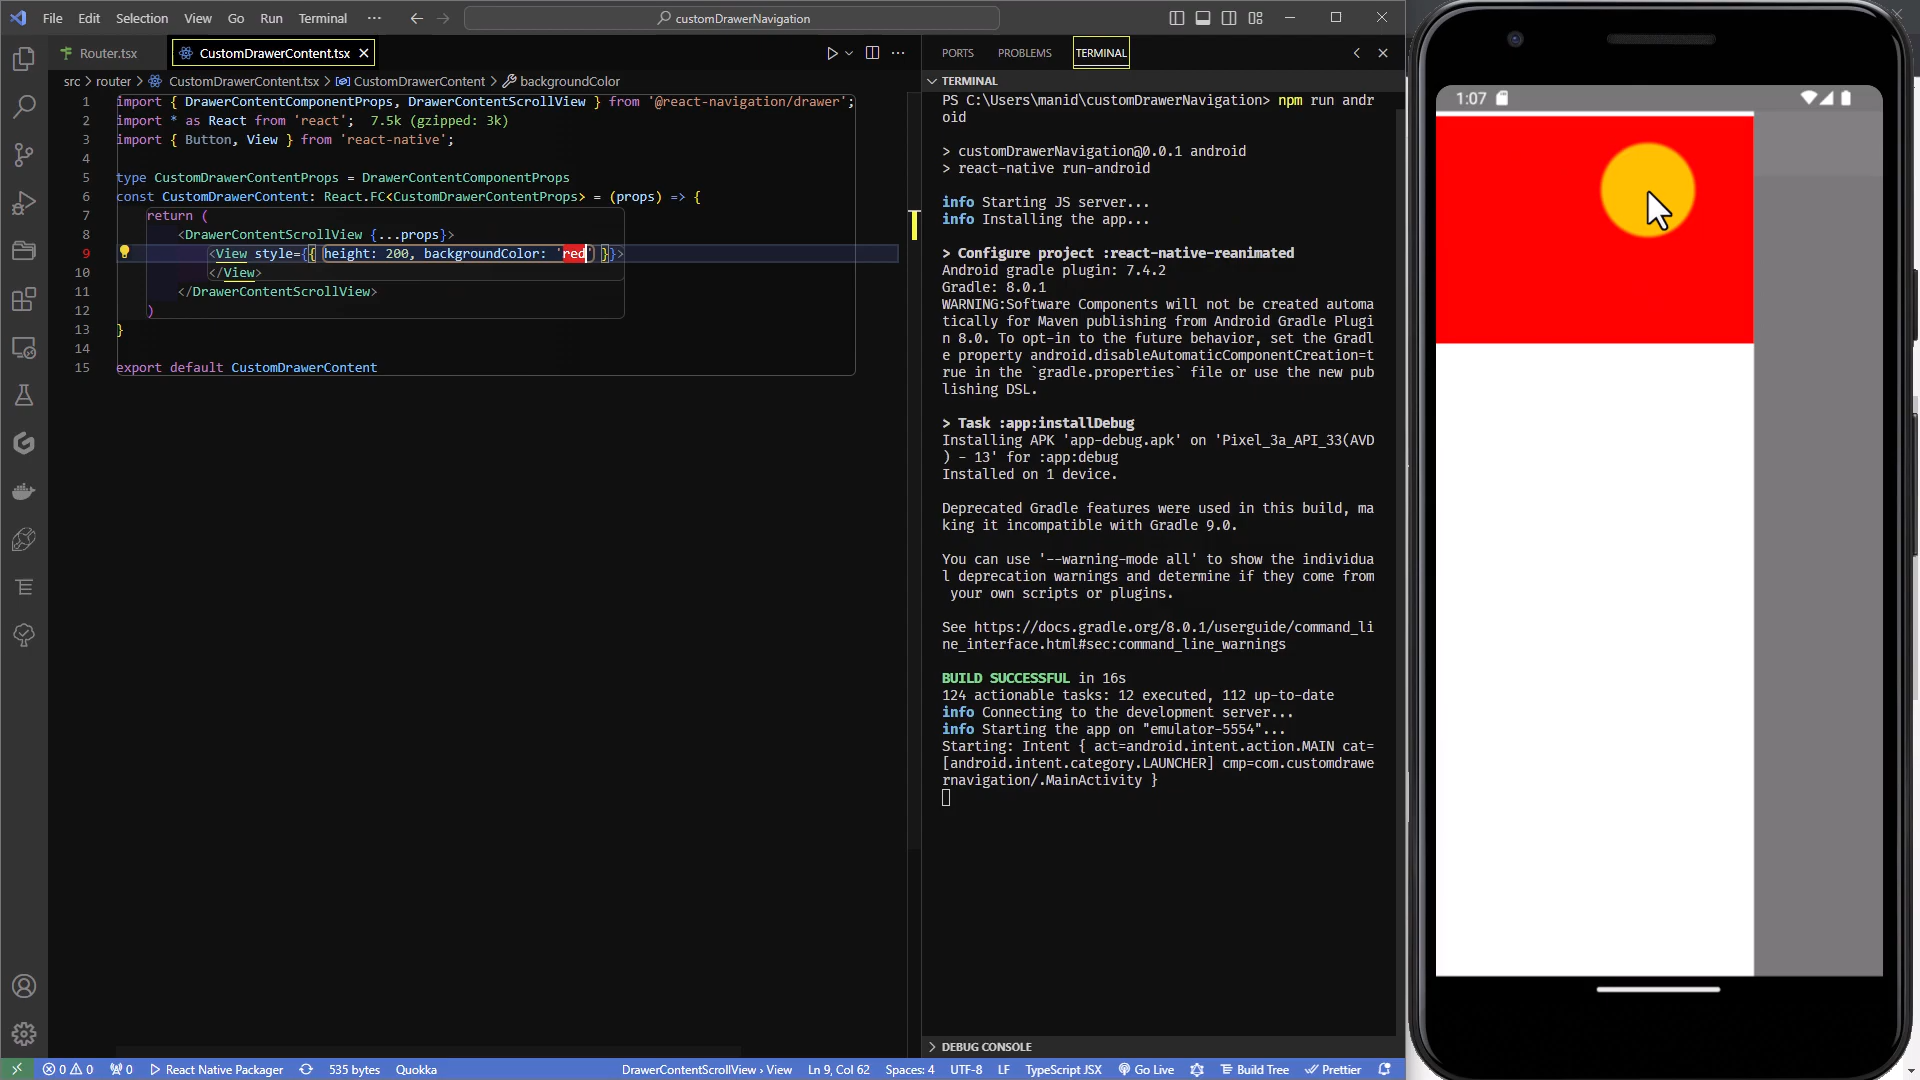 File Edit Selection View Go Run Terminal ··· customDrawerNavigation
Router.tsx CustomDrawerContent.tsx
src > router > CustomDrawerContent.tsx > CustomDrawerContent > backgroundColor
1 import { DrawerContentComponentProps, DrawerContentScrollView } from '@react-navigation/drawer';
2 import * as React from 'react'; 7.5k (gzipped: 3k)
3 import { Button, View } from 'react-native';
4
5 type CustomDrawerContentProps = DrawerContentComponentProps
6 const CustomDrawerContent: React.FC<CustomDrawerContentProps> = (props) => {
7 return (
8 <DrawerContentScrollView {...props}>
9 <View style={{ height: 200, backgroundColor: 'red' }}>
10 </View>
11 </DrawerContentScrollView>
12 )
13 }
14
15 export default CustomDrawerContent
PORTS PROBLEMS TERMINAL
TERMINAL
PS C:\Users\manid\customDrawerNavigation> npm run andr
oid
> customDrawerNavigation@0.0.1 android
> react-native run-android
info Starting JS server...
info Installing the app...
> Configure project :react-native-reanimated
Android gradle plugin: 7.4.2
Gradle: 8.0.1
WARNING:Software Components will not be created automa
tically for Maven publishing from Android Gradle Plugi
n 8.0. To opt-in to the future behavior, set the Gradl
e property android.disableAutomaticComponentCreation=t
rue in the `gradle.properties` file or use the new pub
lishing DSL.
> Task :app:installDebug
Installing APK 'app-debug.apk' on 'Pixel_3a_API_33(AVD
) - 13' for :app:debug
Installed on 1 device.
Deprecated Gradle features were used in this build, ma
king it incompatible with Gradle 9.0.
You can use '--warning-mode all' to show the individua
l deprecation warnings and determine if they come from
your own scripts or plugins.
See https://docs.gradle.org/8.0.1/userguide/command_li
ne_interface.html#sec:command_line_warnings
BUILD SUCCESSFUL in 16s
124 actionable tasks: 12 executed, 112 up-to-date
info Connecting to the development server...
info Starting the app on "emulator-5554"...
Starting: Intent { act=android.intent.action.MAIN cat=
[android.intent.category.LAUNCHER] cmp=com.customdrawe
rnavigation/.MainActivity }
DEBUG CONSOLE
1:07
0 0 0 React Native Packager 535 bytes Quokka DrawerContentScrollView > View Ln 9, Col 62 Spaces: 4 UTF-8 LF TypeScript JSX Go Live Build Tree Prettier